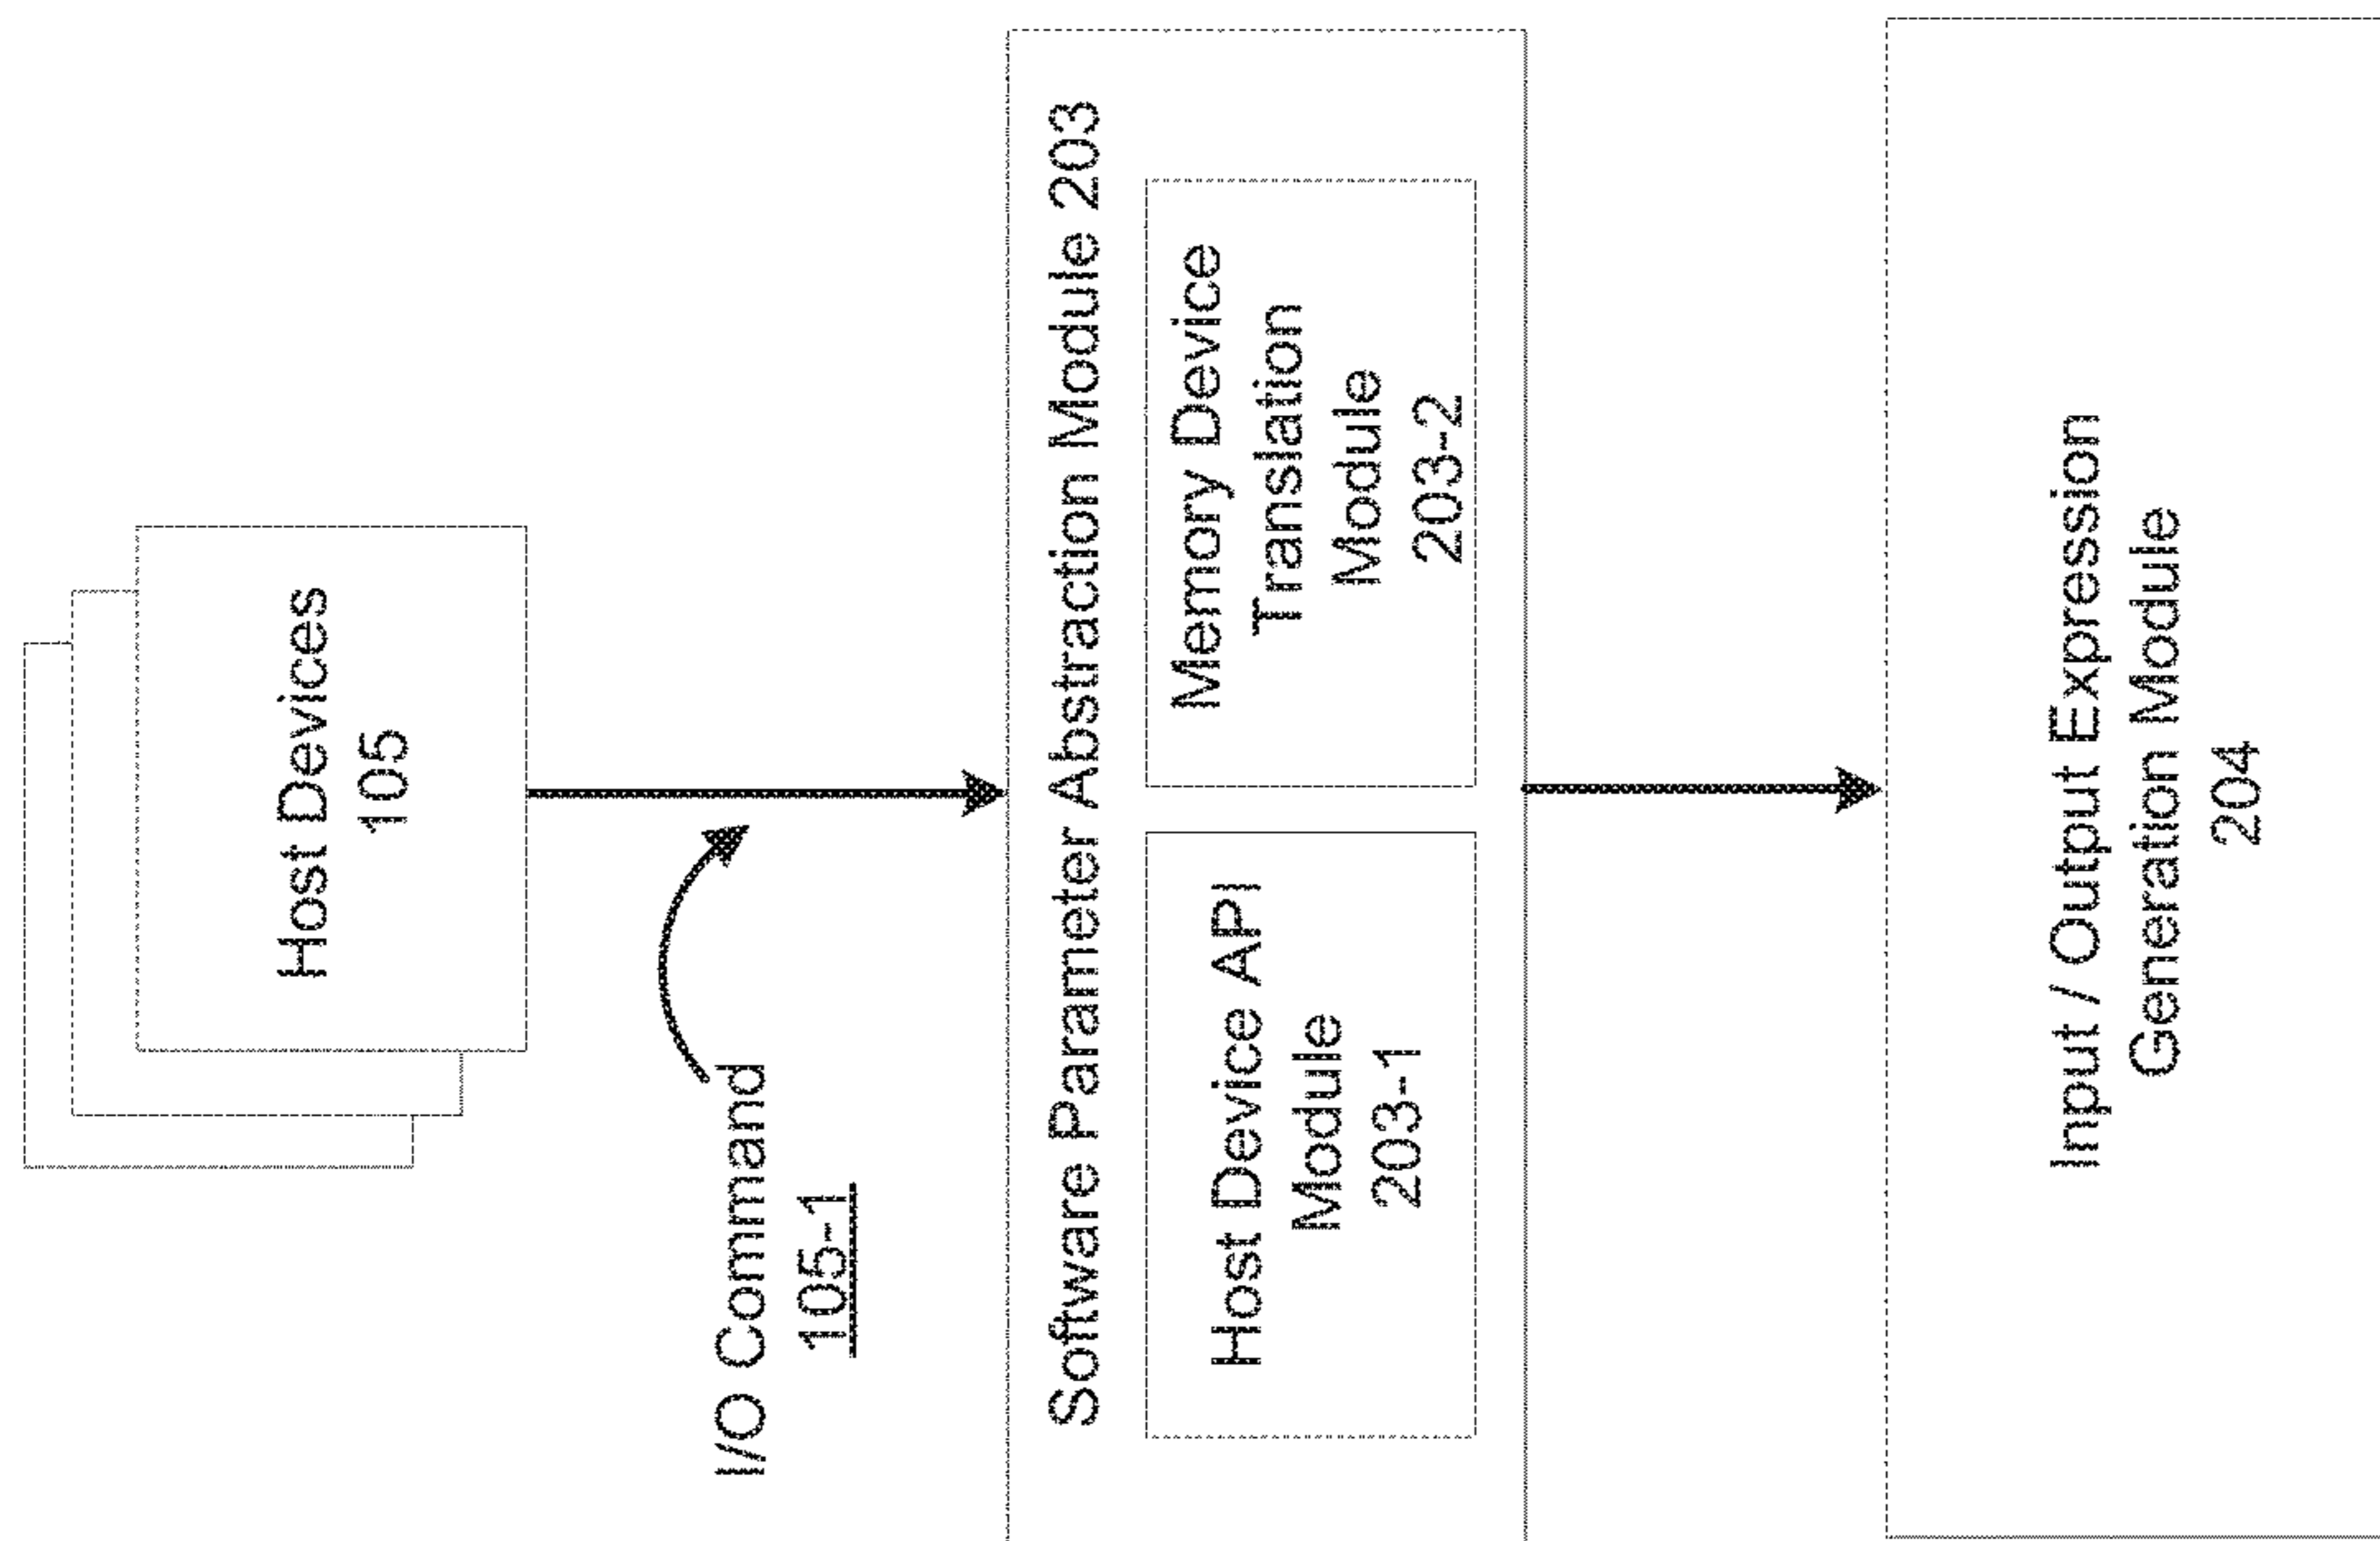 Host Devices
105
I/O Command
105-1
Software Parameter Abstraction Module 203
Host Device API
Module
203-1
Memory Device
Translation
Module
203-2
Input / Output Expression
Generation Module
204